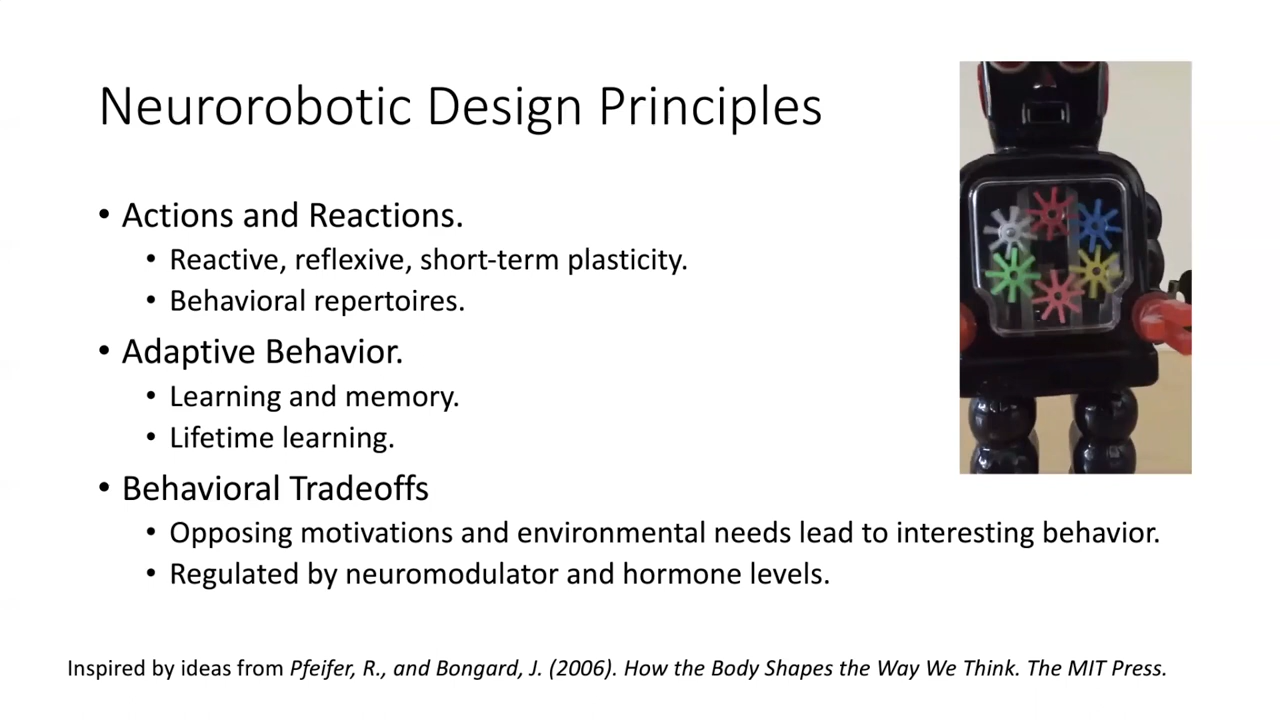 Neurorobotic Design Principles
• Actions and Reactions.
• Reactive, reflexive, short-term plasticity.
• Behavioral repertoires.
• Adaptive Behavior.
• Learning and memory.
• Lifetime learning.
• Behavioral Tradeoffs
• Opposing motivations and environmental needs lead to interesting behavior.
• Regulated by neuromodulator and hormone levels.
Inspired by ideas from Pfeifer, R., and Bongard, J. (2006). How the Body Shapes the Way We Think. The MIT Press.